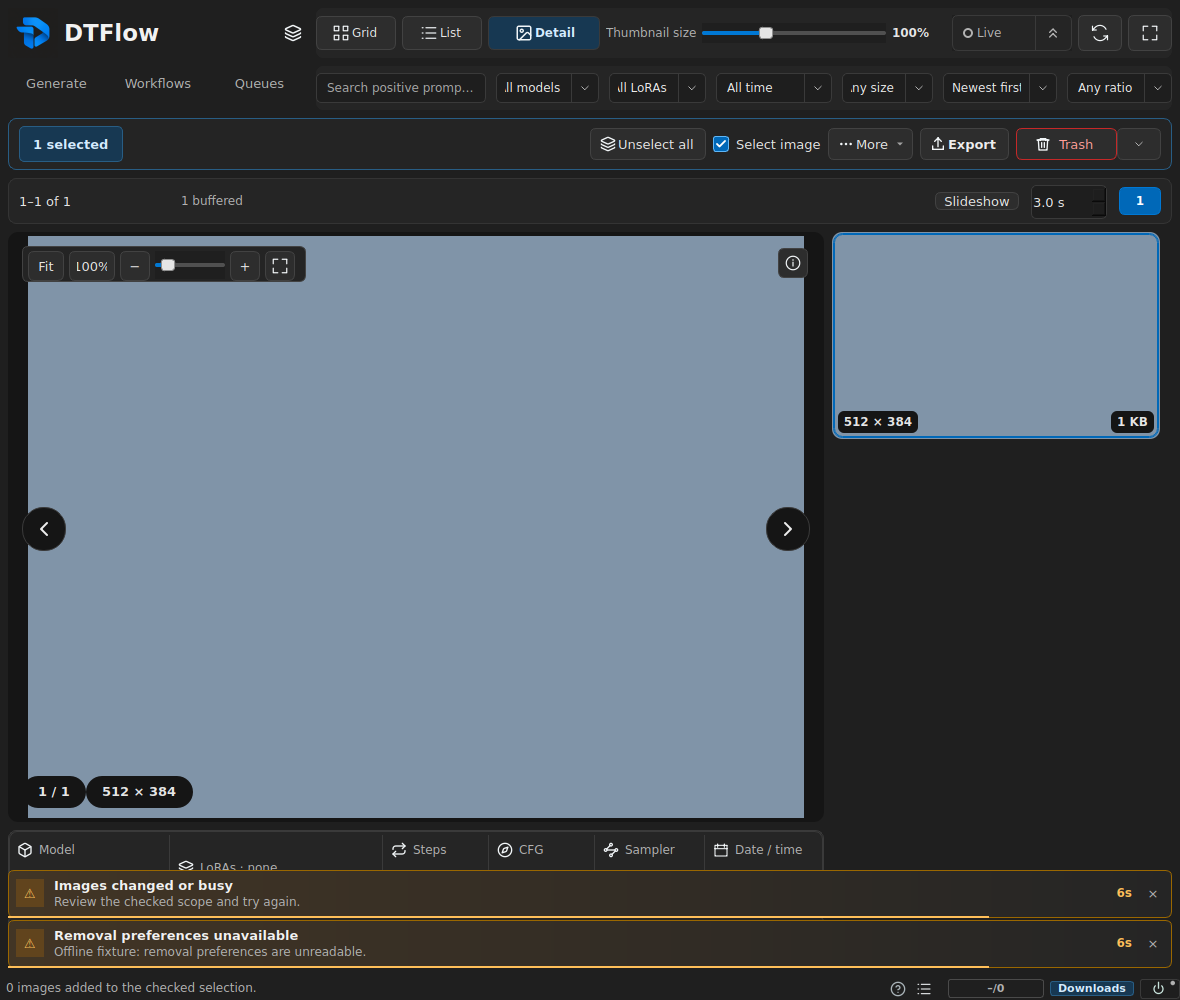 DTFlow
Grid
List
Detail
Thumbnail size
100%
Live
Generate
Workflows
Queues
Search positive promp...
ll models
ll LoRAs
All time
ny size
Newest first
Any ratio
1 selected
Unselect all
Select image
More
Export
Trash
1–1 of 1
1 buffered
Slideshow
3.0 s
1
Fit
100%
512 × 384
1 KB
1 / 1
512 × 384
Model
LoRAs : none
Steps
CFG
Sampler
Date / time
Images changed or busy
Review the checked scope and try again.
6s
Removal preferences unavailable
Offline fixture: removal preferences are unreadable.
6s
0 images added to the checked selection.
–/0
Downloads